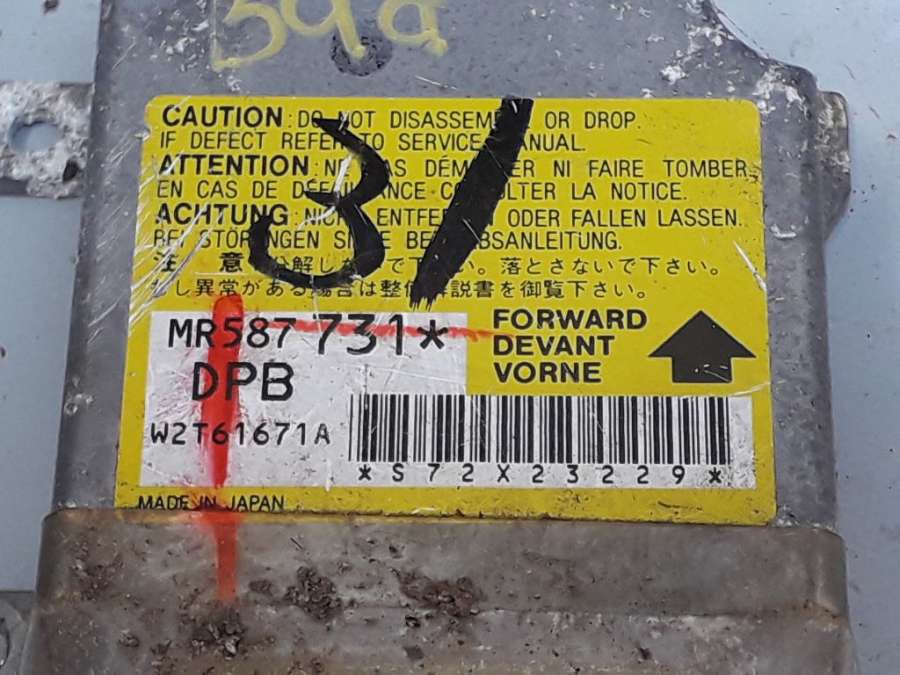 CAUTION: DO NOT DISASSEMBLE OR DROP.
IF DEFECT REFER TO SERVICE MANUAL.
ATTENTION: NE PAS DÉMONTER NI FAIRE TOMBER,
EN CAS DE DÉFAILLANCE CONSULTER LA NOTICE.
ACHTUNG: NICHT ENTFERNEN ODER FALLEN LASSEN.
BEI STÖRUNGEN SIEHE BETRIEBSANLEITUNG.
注 意 分解しないで下さい。落とさないで下さい。
もし異常がある場合は整備解説書を御覧下さい。
31
MR587 731*
DPB
W2T61671A
FORWARD
DEVANT
VORNE
*S72X23229*
MADE IN JAPAN